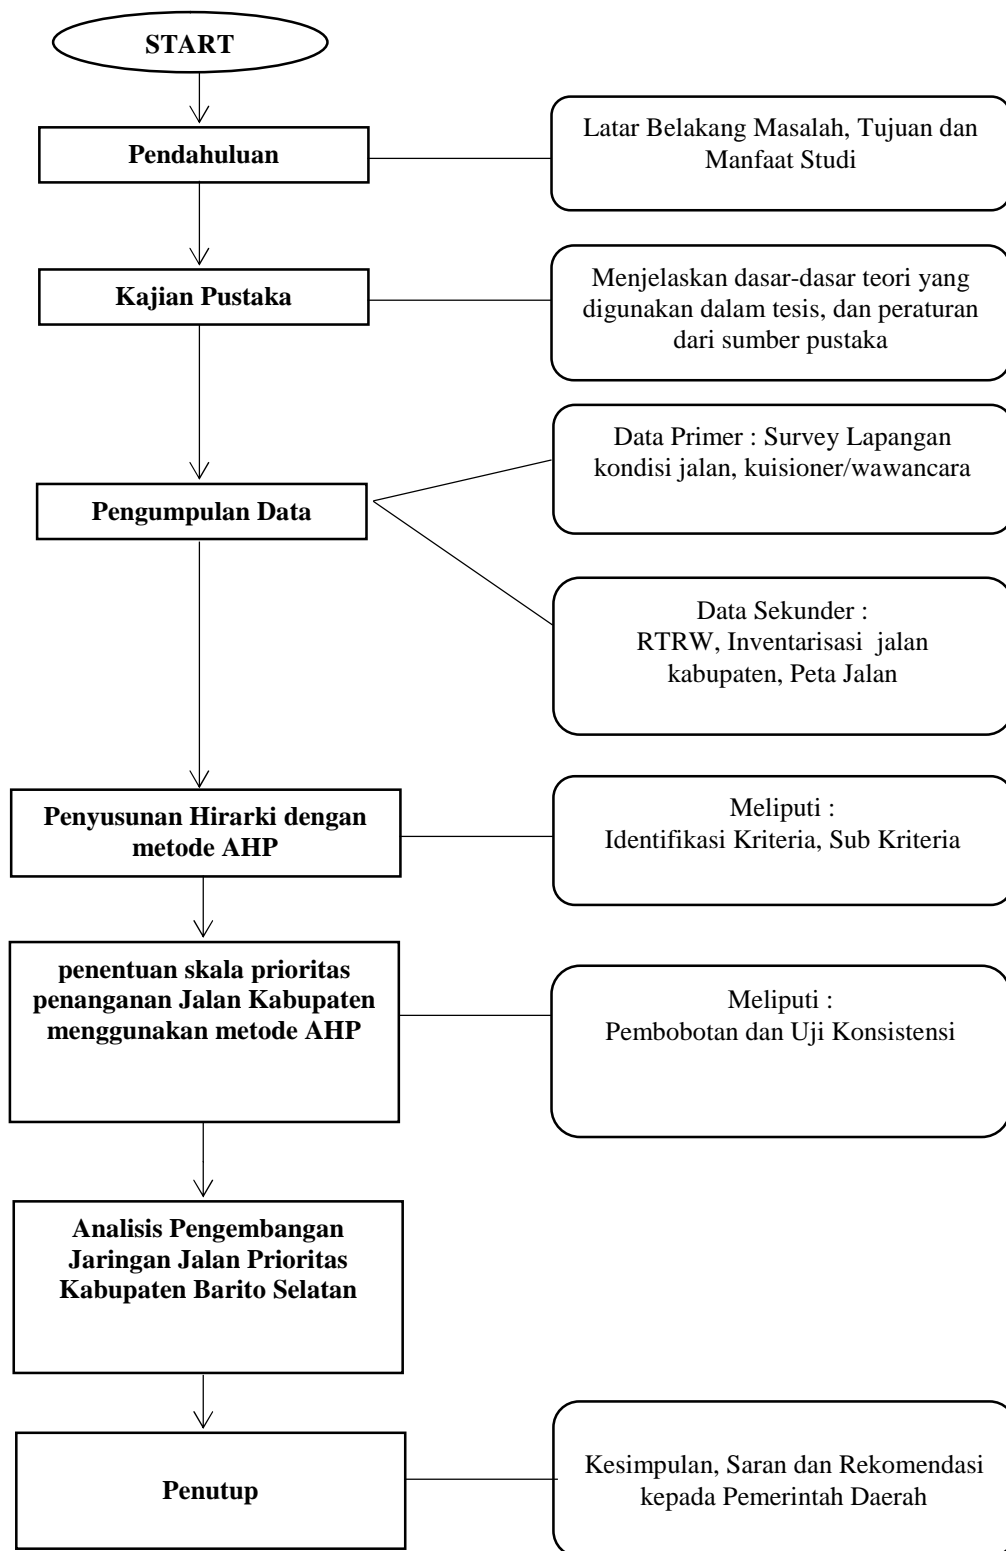 START
Pendahuluan
Latar Belakang Masalah, Tujuan dan
Manfaat Studi
Kajian Pustaka
Menjelaskan dasar-dasar teori yang
digunakan dalam tesis, dan peraturan
dari sumber pustaka
Pengumpulan Data
Data Primer : Survey Lapangan
kondisi jalan, kuisioner/wawancara
Data Sekunder :
RTRW, Inventarisasi jalan
kabupaten, Peta Jalan
Penyusunan Hirarki dengan
metode AHP
Meliputi :
Identifikasi Kriteria, Sub Kriteria
penentuan skala prioritas
penanganan Jalan Kabupaten
menggunakan metode AHP
Meliputi :
Pembobotan dan Uji Konsistensi
Analisis Pengembangan
Jaringan Jalan Prioritas
Kabupaten Barito Selatan
Penutup
Kesimpulan, Saran dan Rekomendasi
kepada Pemerintah Daerah